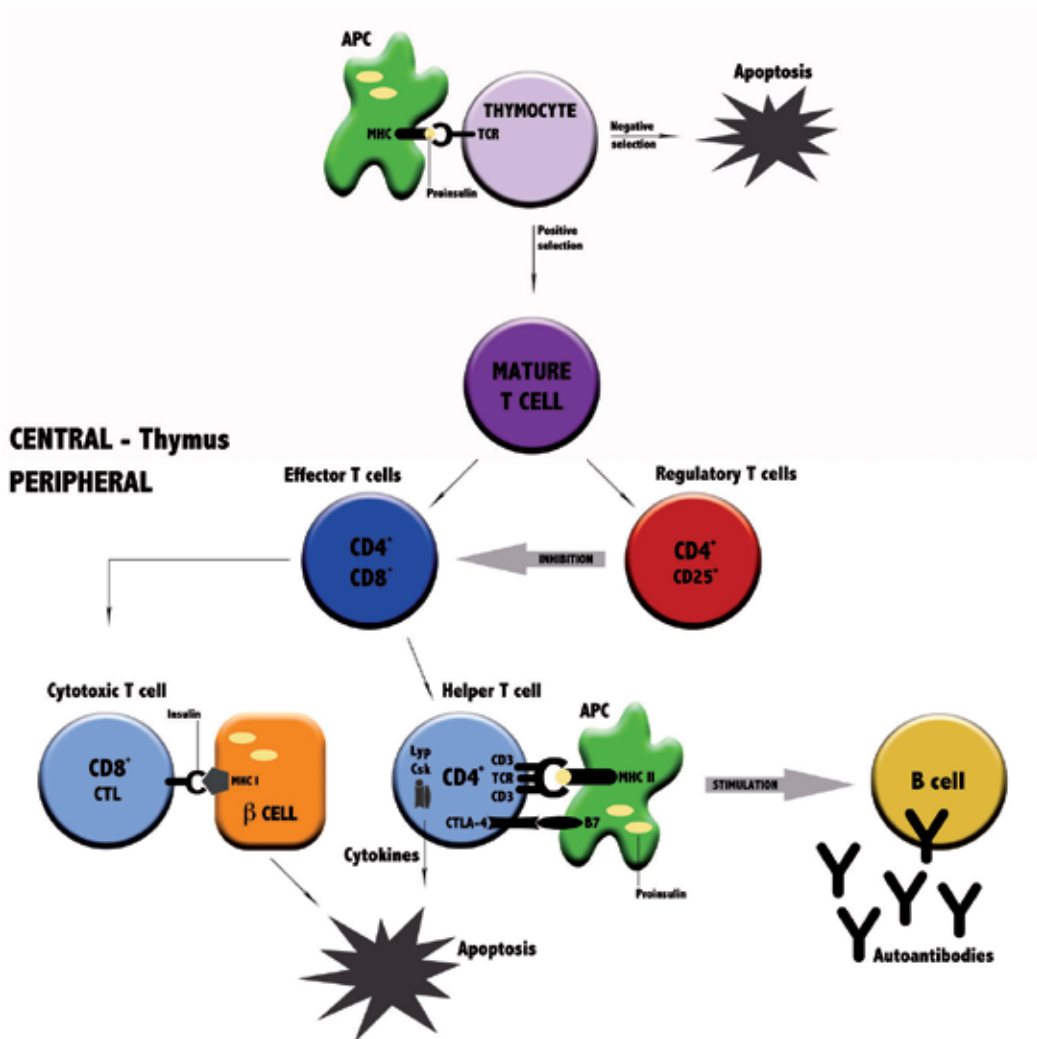 APC
Apoptosis
THYMOCYTE
MHC
TCR
Negative
selection
Proinsulin
Positive
selection
MATURE
T CELL
CENTRAL - Thymus
PERIPHERAL
Effector T cells
Regulatory T cells
CD4⁺
CD8⁺
INHIBITION
CD4⁺
CD25⁺
Cytotoxic T cell
Helper T cell
Insulin
APC
CD8⁺
CTL
MHC I
β CELL
Lyp
Csk
CD4⁺
CD3
TCR
CD3
MHC II
CTLA-4
B7
STIMULATION
B cell
Cytokines
Proinsulin
Apoptosis
Autoantibodies